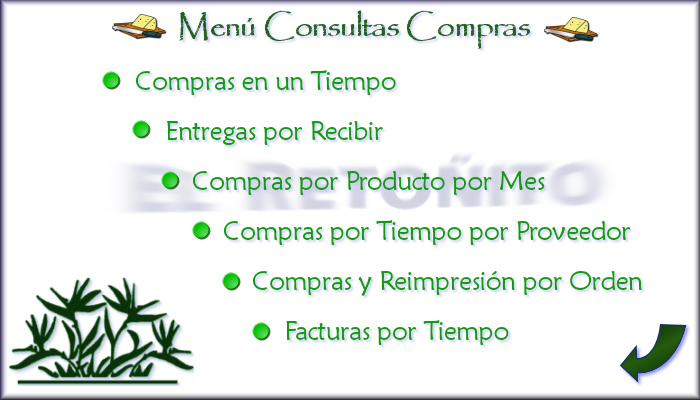 Menú Consultas Compras
Compras en un Tiempo
Entregas por Recibir
EL RETOÑITO
Compras por Producto por Mes
Compras por Tiempo por Proveedor
Compras y Reimpresión por Orden
Facturas por Tiempo